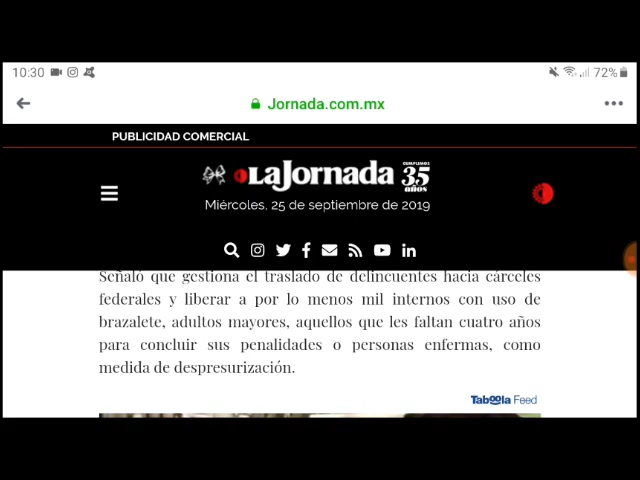 10:30 72%
Jornada.com.mx
PUBLICIDAD COMERCIAL
LaJornada CUMPLIMOS 35 años
Miércoles, 25 de septiembre de 2019
Señaló que gestiona el traslado de delincuentes hacia cárceles
federales y liberar a por lo menos mil internos con uso de
brazalete, adultos mayores, aquellos que les faltan cuatro años
para concluir sus penalidades o personas enfermas, como
medida de despresurización.
Taboola Feed